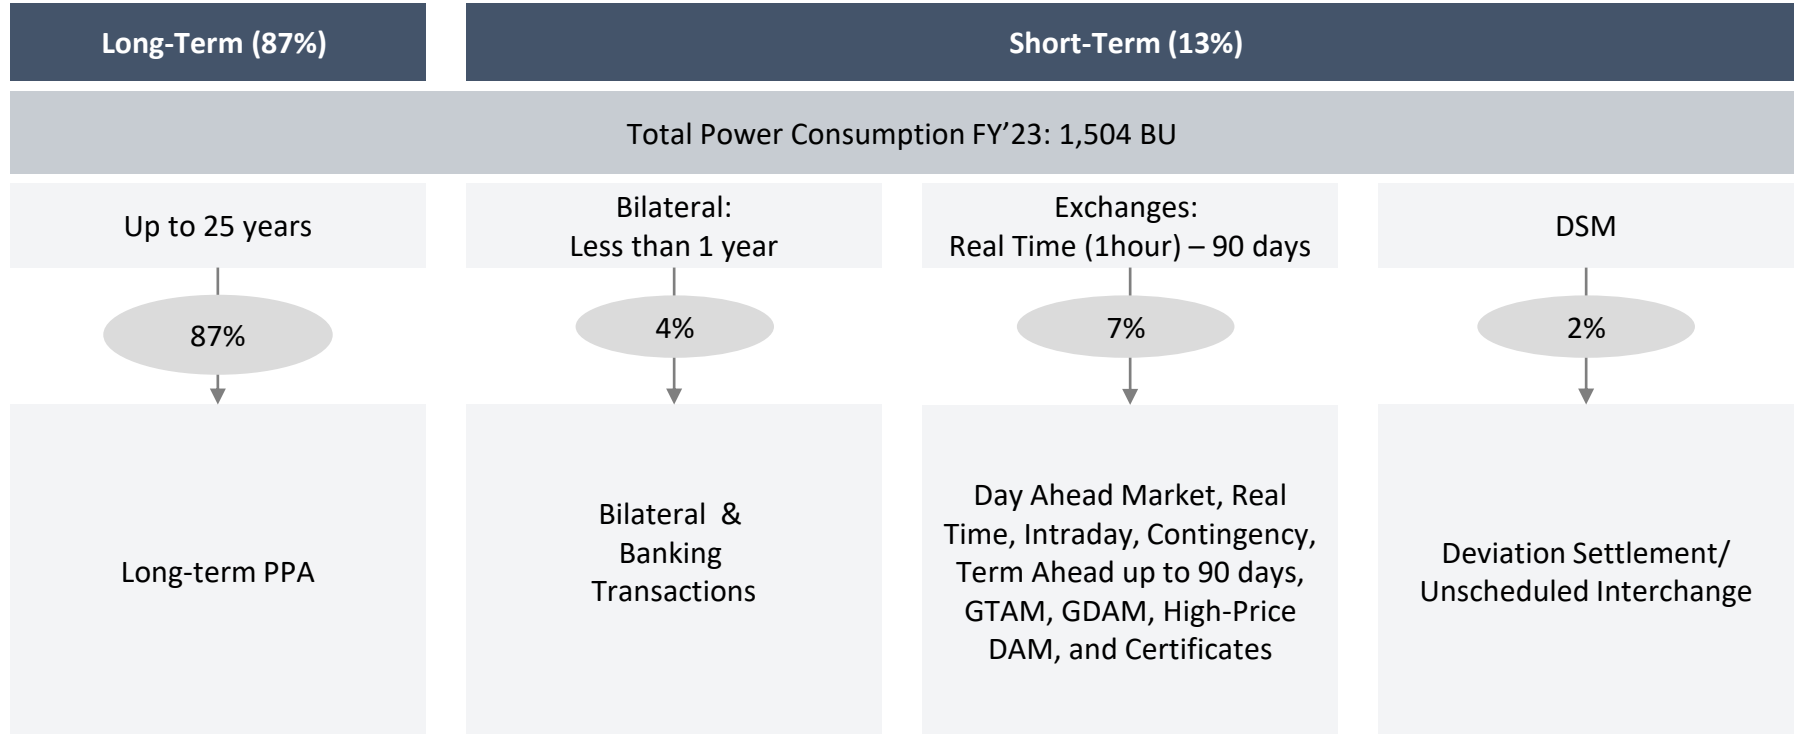 Long-Term (87%)
Short-Term (13%)
Total Power Consumption FY’23: 1,504 BU
Up to 25 years
Bilateral:
Less than 1 year
Exchanges:
Real Time (1hour) – 90 days
DSM
87%
4%
7%
2%
Long-term PPA
Bilateral &
Banking
Transactions
Day Ahead Market, Real
Time, Intraday, Contingency,
Term Ahead up to 90 days,
GTAM, GDAM, High-Price
DAM, and Certificates
Deviation Settlement/
Unscheduled Interchange